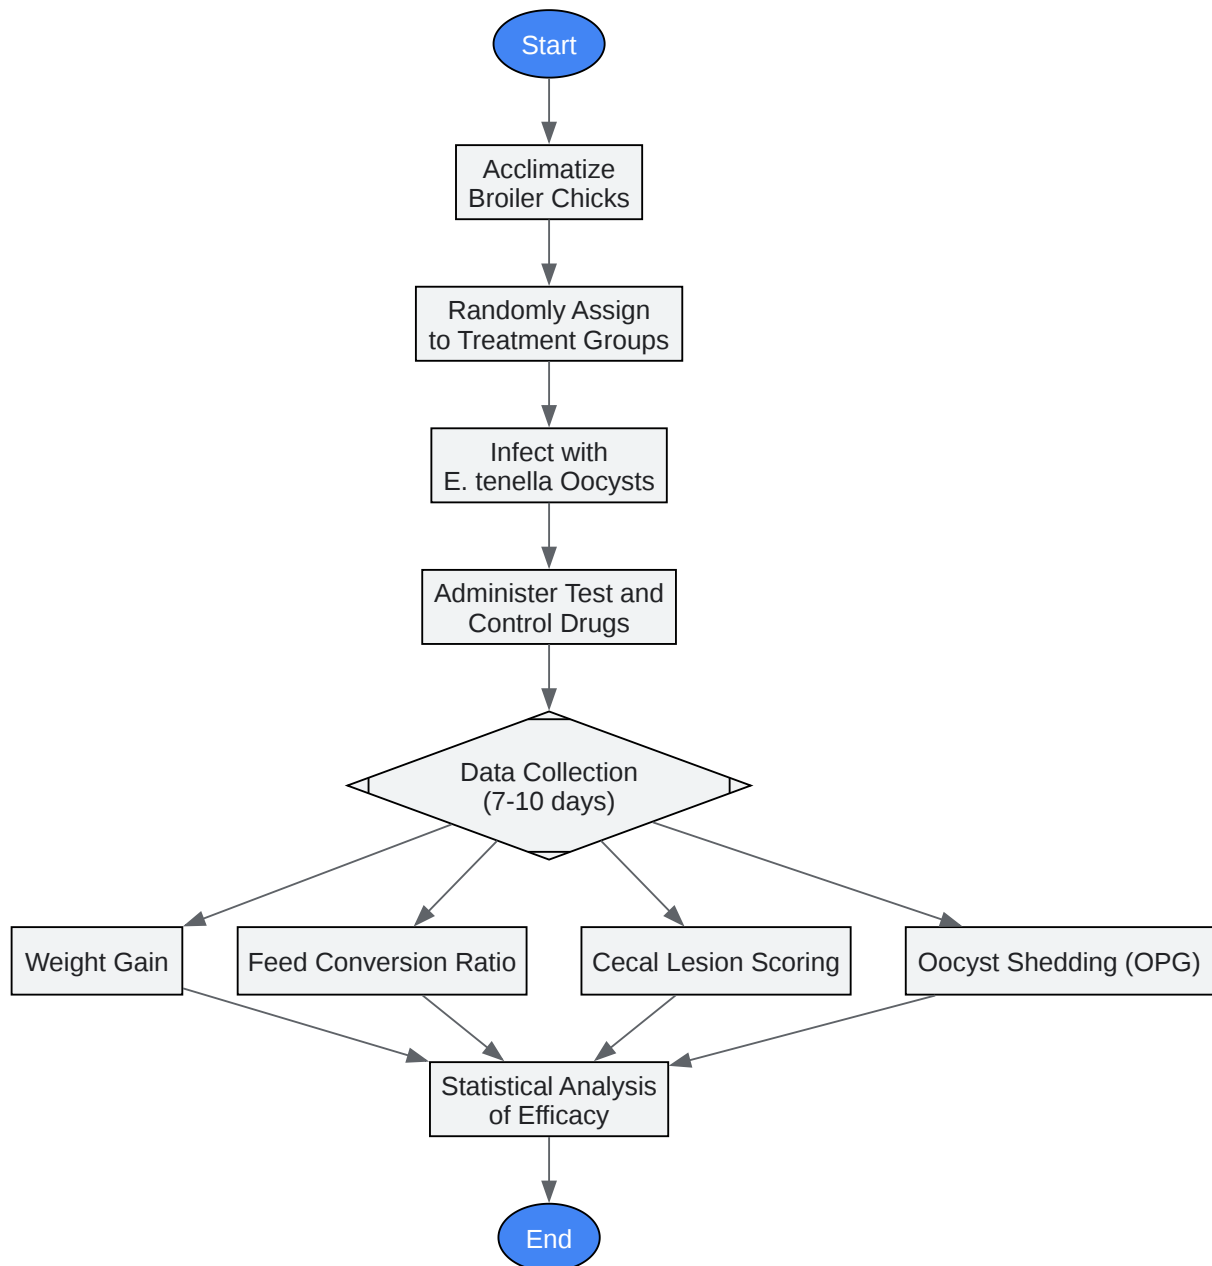 Start
Acclimatize
Broiler Chicks
Randomly Assign
to Treatment Groups
Infect with
E. tenella Oocysts
Administer Test and
Control Drugs
Data Collection
(7-10 days)
Weight Gain
Feed Conversion Ratio
Cecal Lesion Scoring
Oocyst Shedding (OPG)
Statistical Analysis
of Efficacy
End